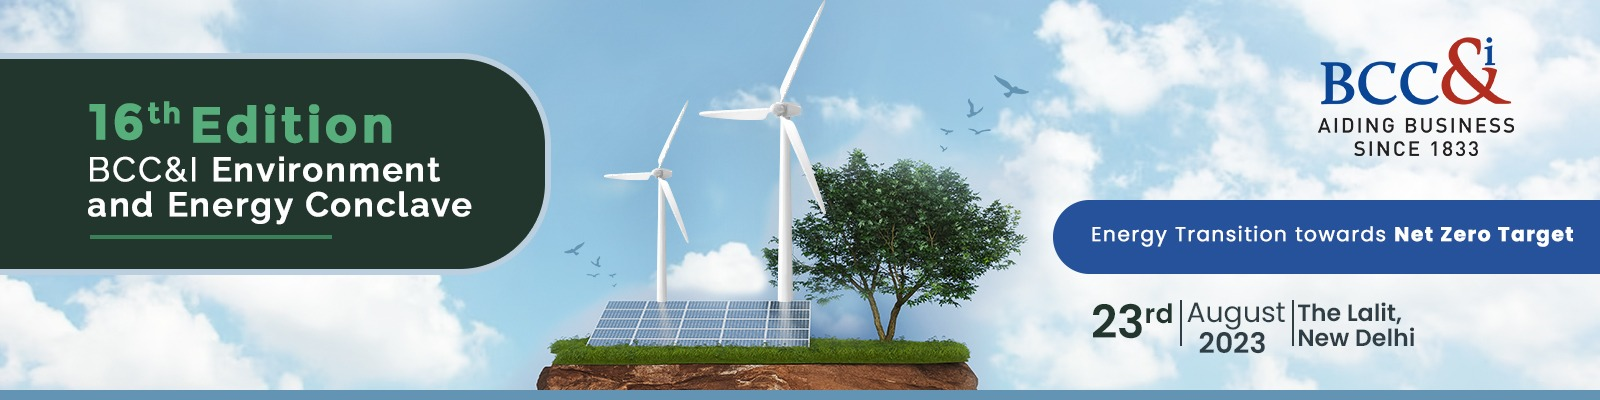 16th Edition
BCC&I Environment
and Energy Conclave
BCC&i
AIDING BUSINESS
SINCE 1833
Energy Transition towards Net Zero Target
23rd
August
2023
The Lalit,
New Delhi